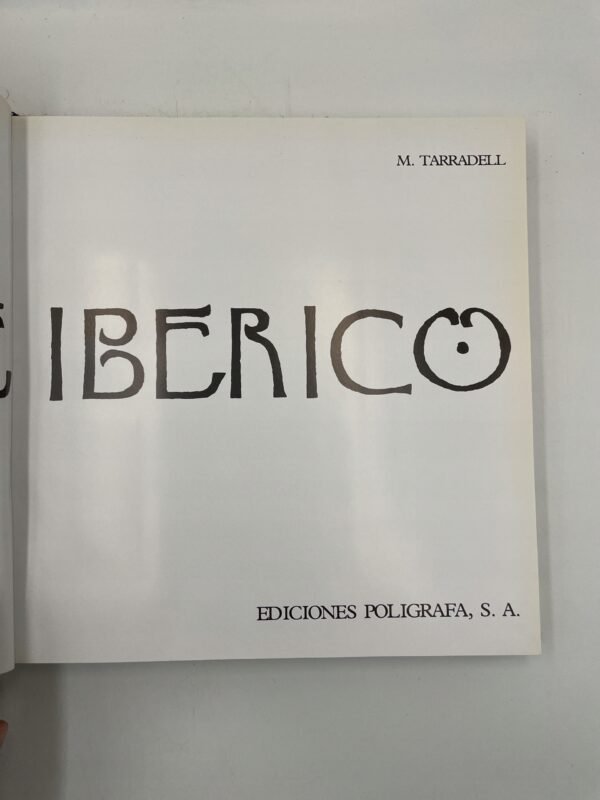 M. TARRADELL
IBERICO
EDICIONES POLIGRAFA, S. A.